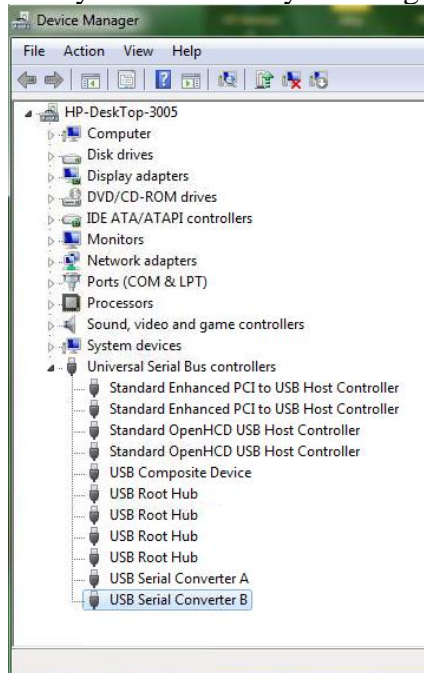 Device Manager
File Action View Help
HP-DeskTop-3005
Computer
Disk drives
Display adapters
DVD/CD-ROM drives
IDE ATA/ATAPI controllers
Monitors
Network adapters
Ports (COM & LPT)
Processors
Sound, video and game controllers
System devices
Universal Serial Bus controllers
Standard Enhanced PCI to USB Host Controller
Standard Enhanced PCI to USB Host Controller
Standard OpenHCD USB Host Controller
Standard OpenHCD USB Host Controller
USB Composite Device
USB Root Hub
USB Root Hub
USB Root Hub
USB Root Hub
USB Serial Converter A
USB Serial Converter B